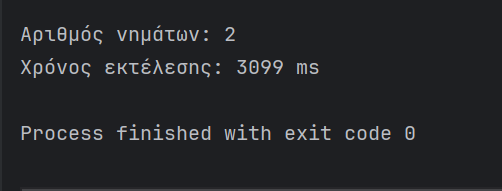 Αριθμός νημάτων: 2
Χρόνος εκτέλεσης: 3099 ms
Process finished with exit code 0